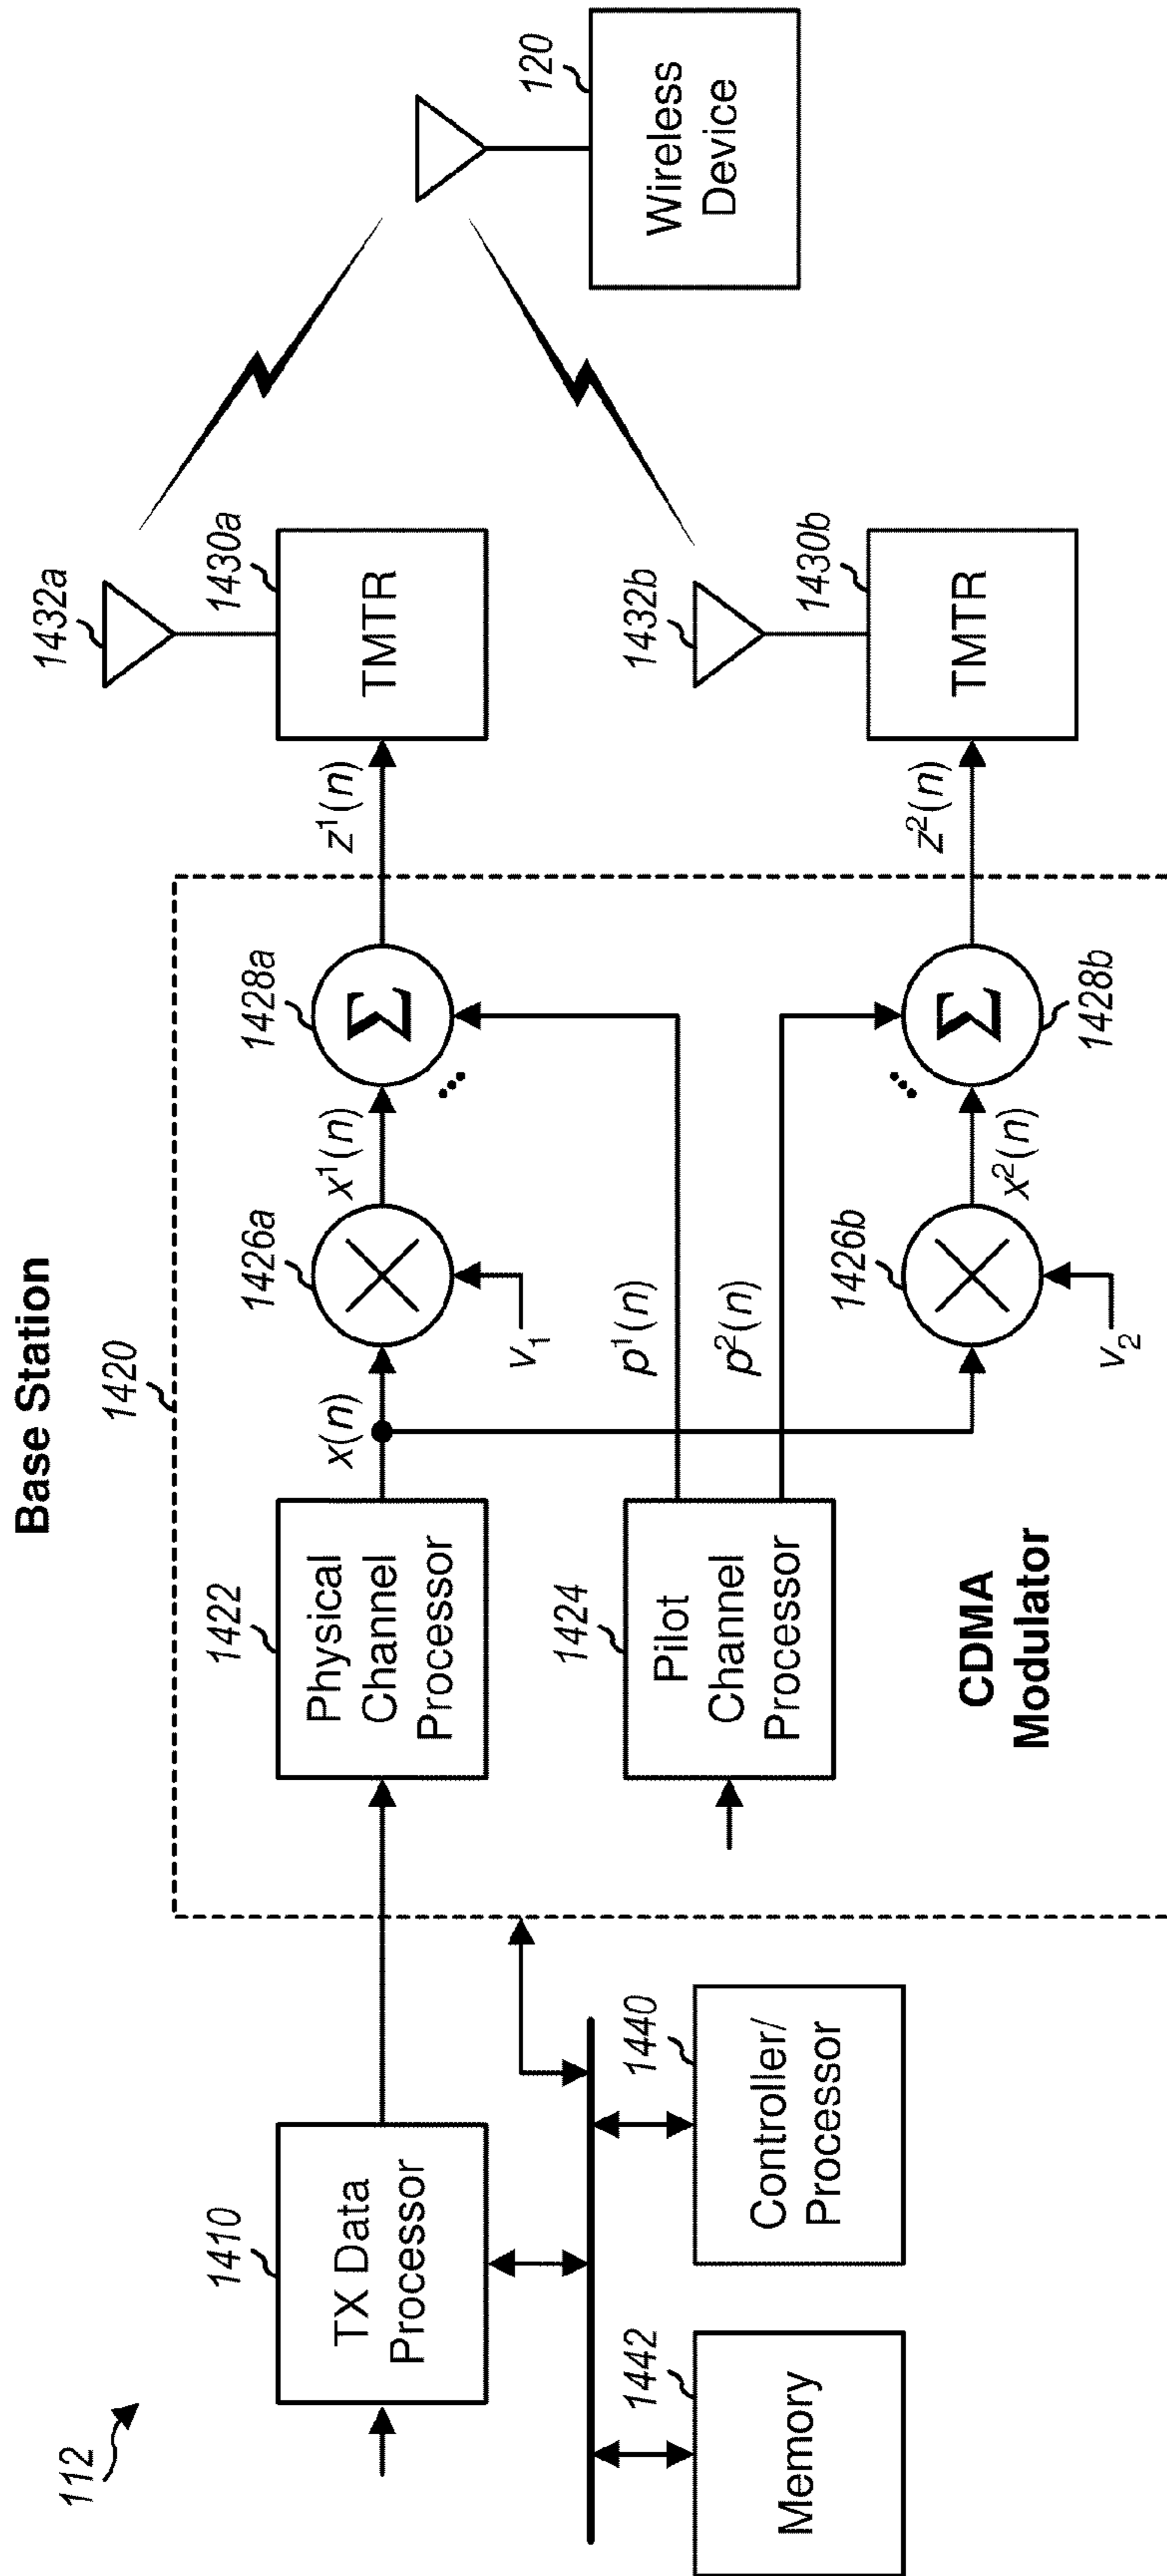 Base Station
112
1410
TX Data
Processor
1442
Memory
1440
Controller/
Processor
1420
1422
Physical
Channel
Processor
x(n)
1424
Pilot
Channel
Processor
CDMA
Modulator
1426a
v₁
x¹(n)
1428a
Σ
z¹(n)
p¹(n)
p²(n)
1426b
v₂
x²(n)
1428b
Σ
z²(n)
1432a
1430a
TMTR
1432b
1430b
TMTR
120
Wireless
Device